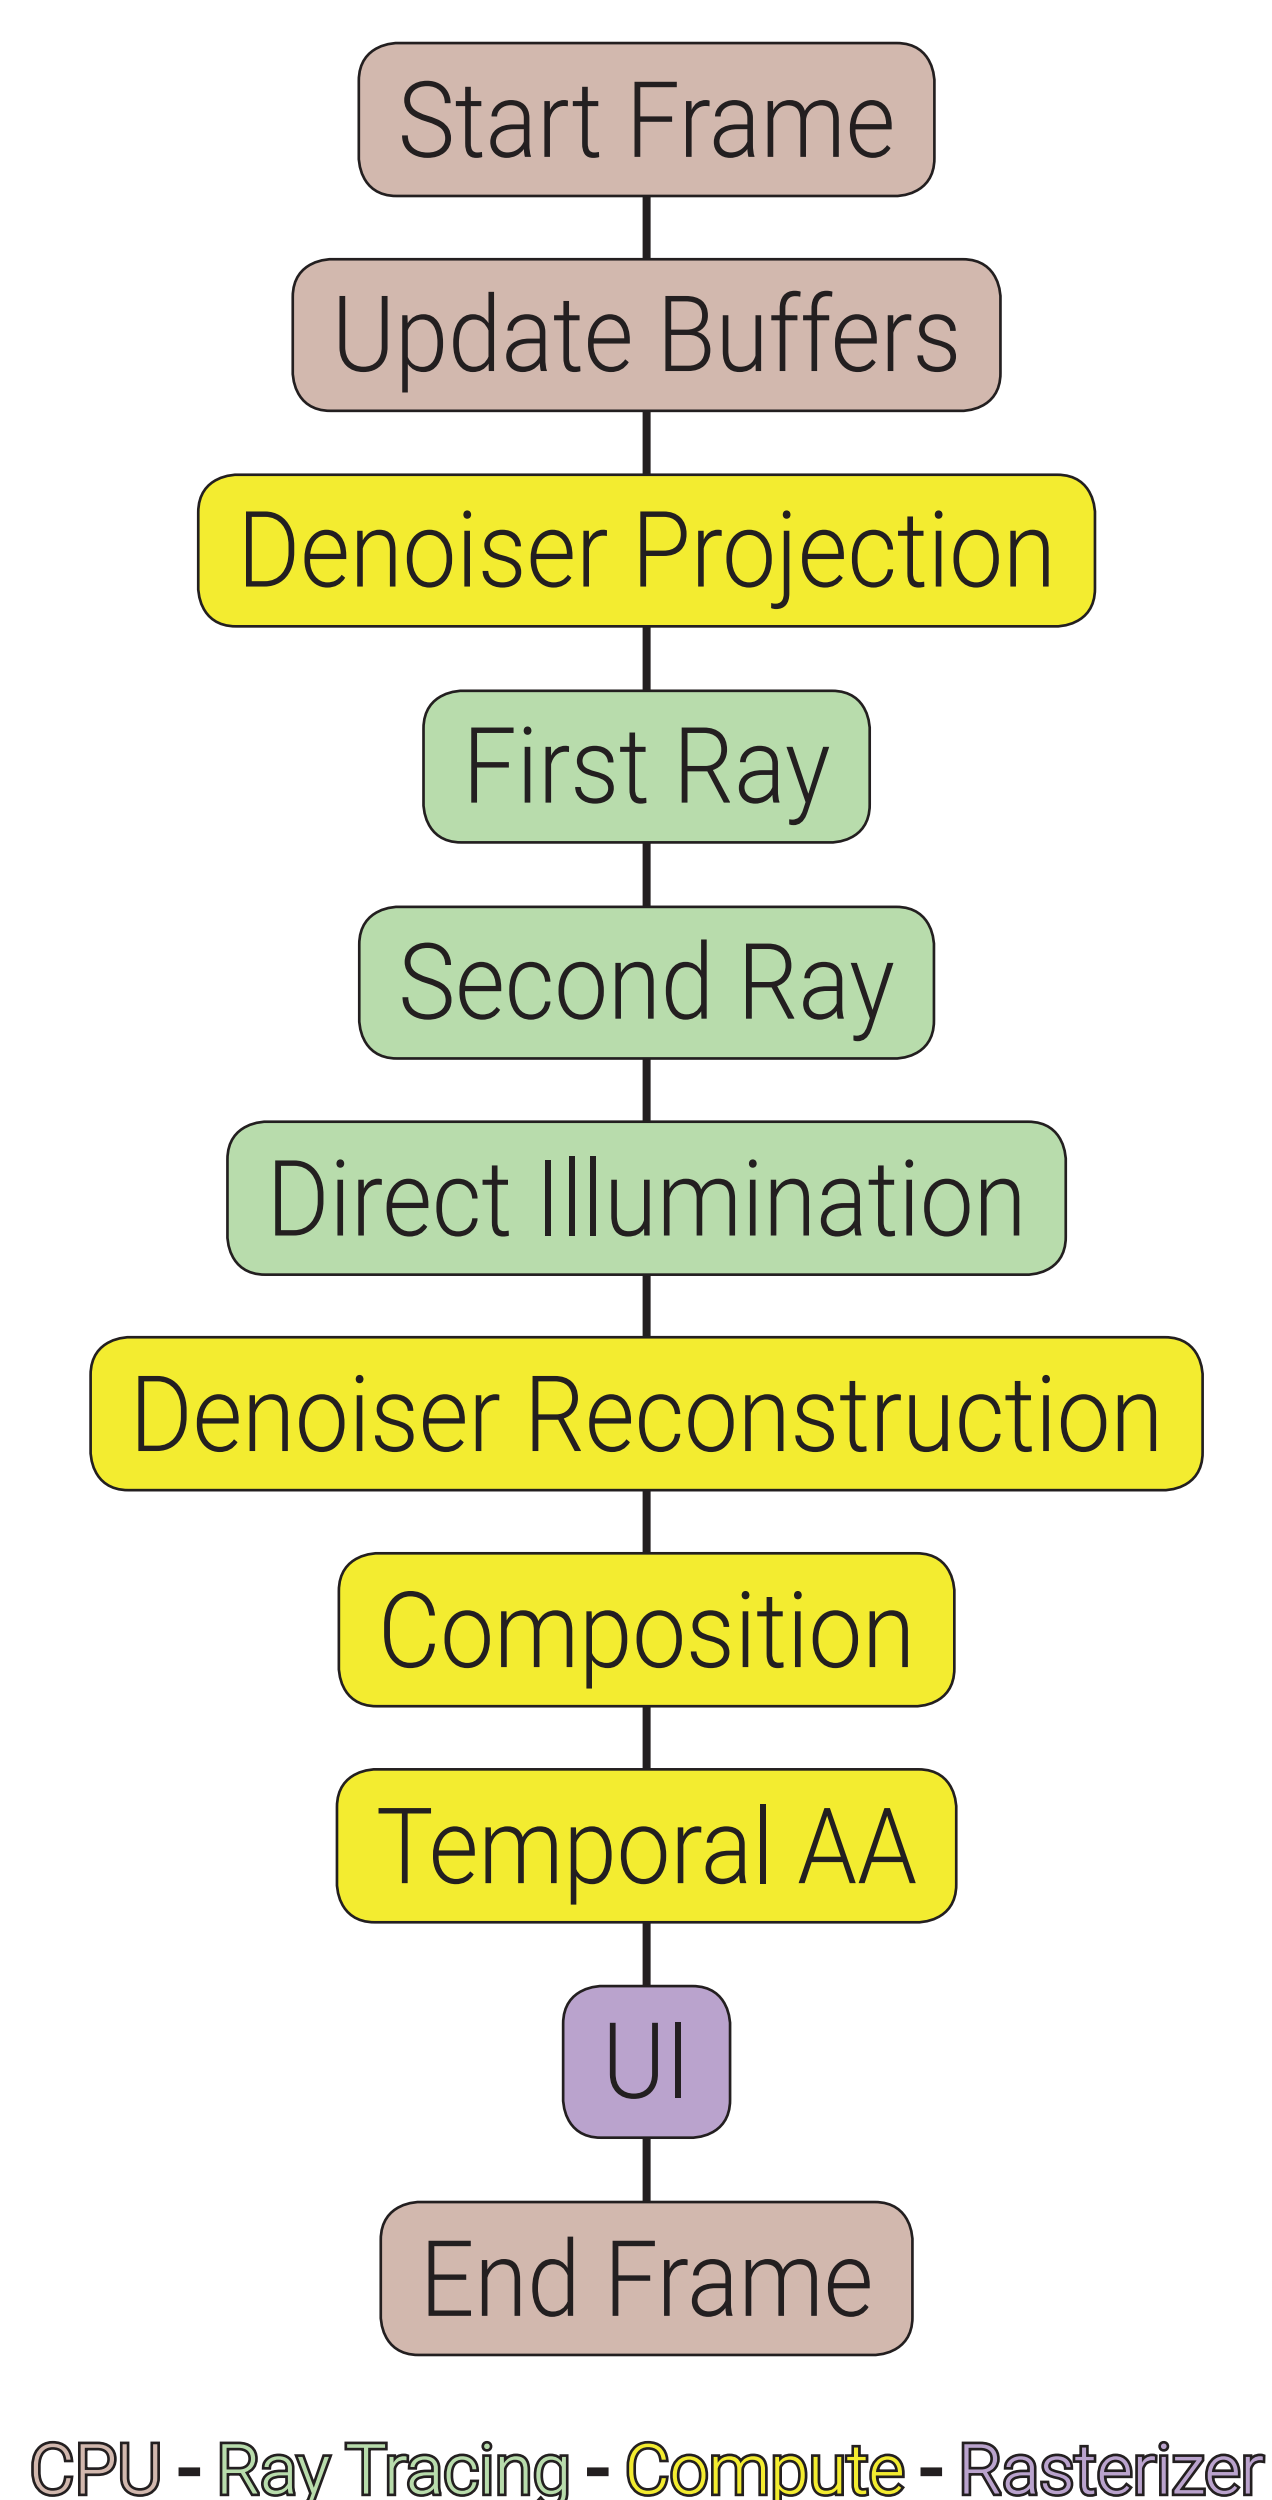 Start Frame
Update Buffers
Denoiser Projection
First Ray
Second Ray
Direct Illumination
Denoiser Reconstruction
Composition
Temporal AA
UI
End Frame
CPU - Ray Tracing - Compute - Rasterizer